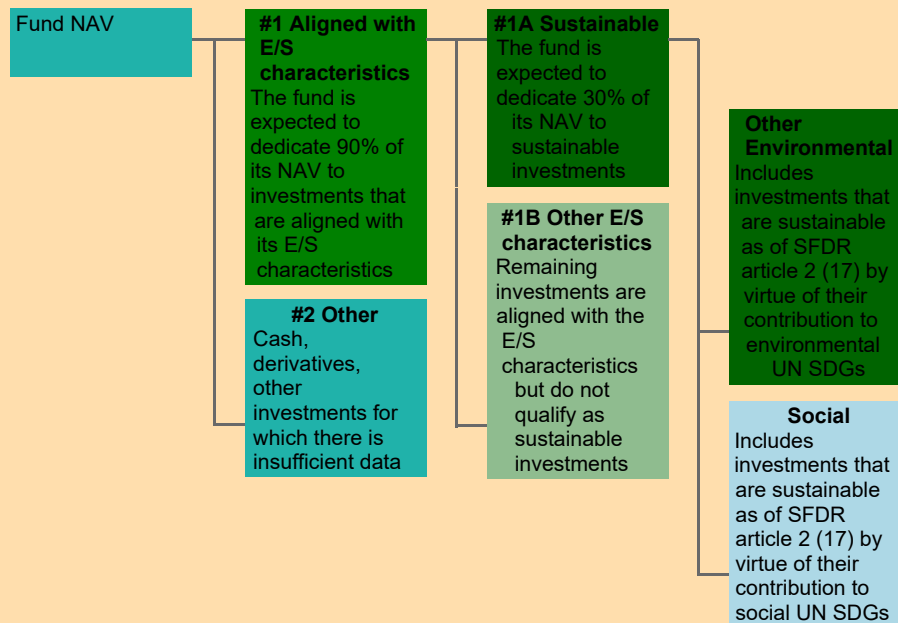 Fund NAV
#1 Aligned with
E/S
characteristics
The fund is
expected to
dedicate 90% of
its NAV to
investments that
are aligned with
its E/S
characteristics
#2 Other
Cash,
derivatives,
other
investments for
which there is
insufficient data
#1A Sustainable
The fund is
expected to
dedicate 30% of
its NAV to
sustainable
investments
#1B Other E/S
characteristics
Remaining
investments are
aligned with the
E/S
characteristics
but do not
qualify as
sustainable
investments
Other
Environmental
Includes
investments that
are sustainable
as of SFDR
article 2 (17) by
virtue of their
contribution to
environmental
UN SDGs
Social
Includes
investments that
are sustainable
as of SFDR
article 2 (17) by
virtue of their
contribution to
social UN SDGs